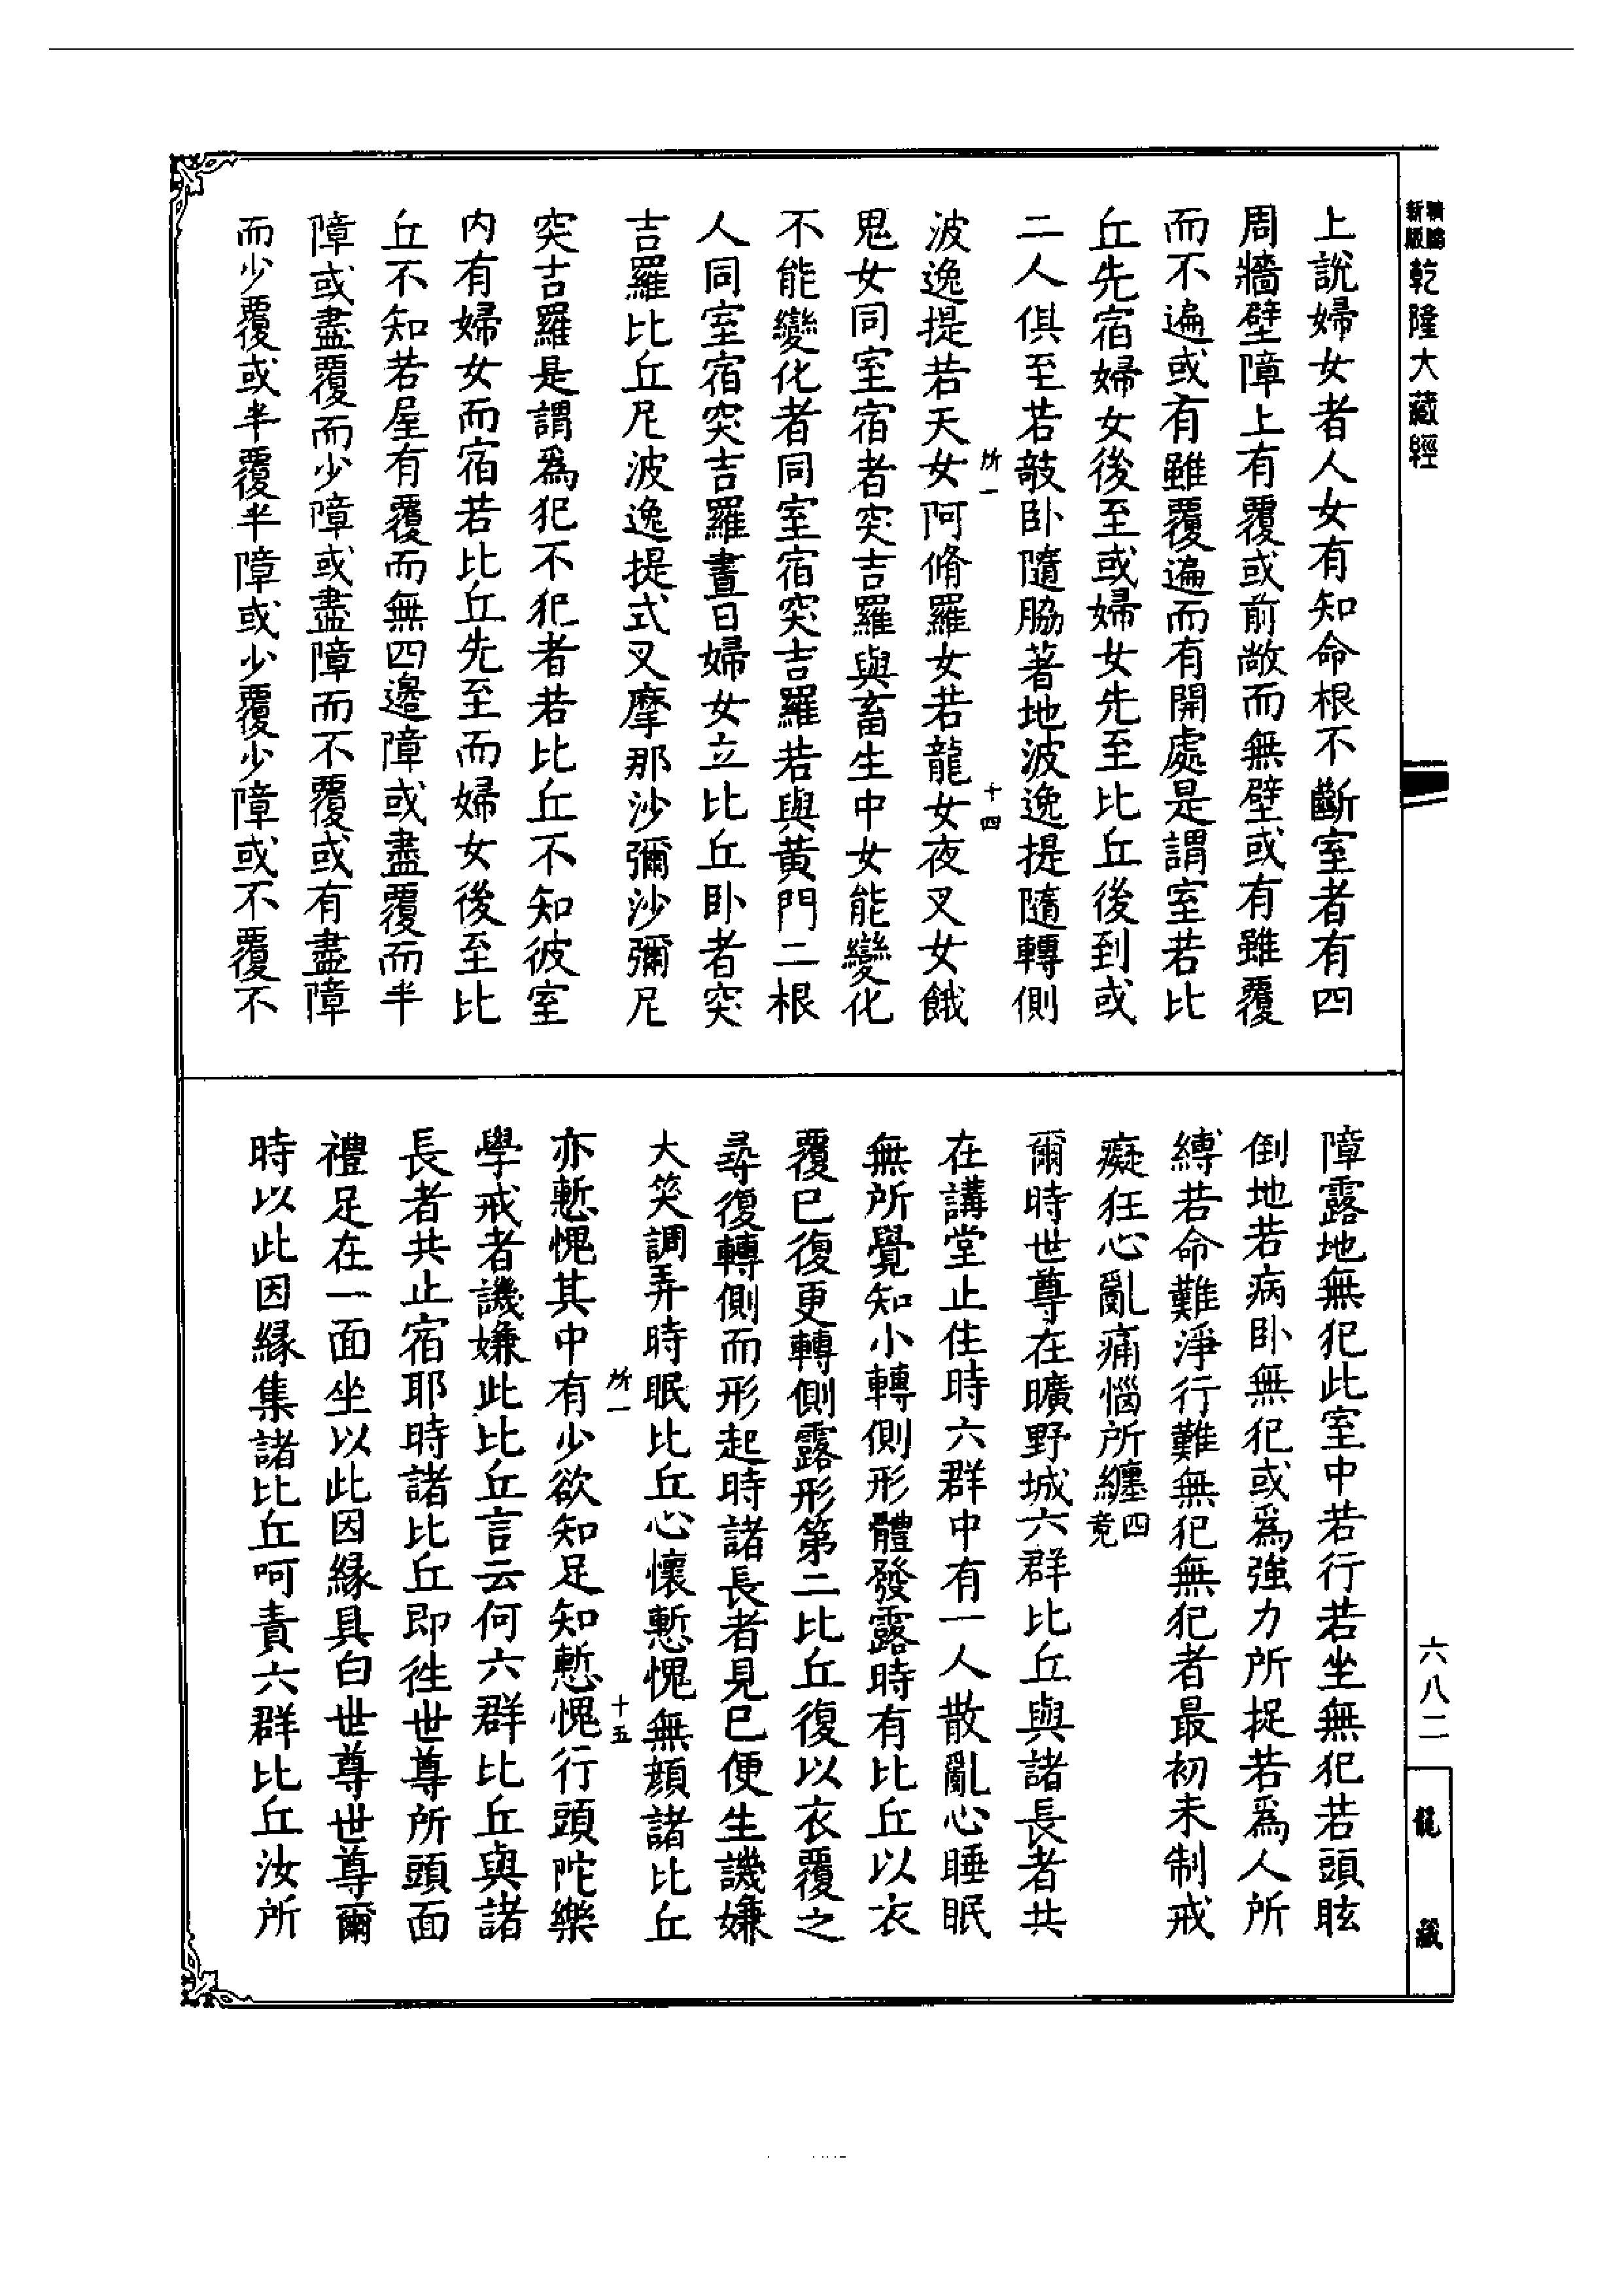 新版
乾隆大藏經
上說婦女者人女有知命根不斷室者有四
周牆壁障上有覆或前敞而無壁或有雖覆
而不遍或有雖覆遍而有開處是謂室若比
丘先宿婦女後至或婦女先至比丘後到或
二人俱至若敧卧隨脇著地波逸提隨轉側
所一
十四
波逸提若天女阿脩羅女若龍女夜叉女餓
鬼女同室宿者突吉羅與畜生中女能變化
不能變化者同室宿突吉羅若與黃門二根
人同室宿突吉羅晝日婦女立比丘卧者突
吉羅比丘尼波逸提式叉摩那沙彌沙彌尼
突吉羅是謂爲犯不犯者若比丘不知彼室
内有婦女而宿若比丘先至而婦女後至比
丘不知若屋有覆而無四邊障或盡覆而半
障或盡覆而少障或盡障而不覆或有盡障
而少覆或半覆半障或少覆少障或不覆不
障露地無犯此室中若行若坐無犯若頭眩
倒地若病卧無犯或爲強力所捉若爲人所
縛若命難淨行難無犯無犯者最初未制戒
癡狂心亂痛惱所纏四竟
爾時世尊在曠野城六群比丘與諸長者共
在講堂止住時六群中有一人散亂心睡眠
無所覺知小轉側形體發露時有比丘以衣
覆已復更轉側露形第二比丘復以衣覆之
尋復轉側而形起時諸長者見已便生譏嫌
大笑調弄時眠比丘心懷慙愧無顔諸比丘
所一
十五
亦慙愧其中有少欲知足知慙愧行頭陀樂
學戒者譏嫌此比丘言云何六群比丘與諸
長者共止宿耶時諸比丘即徃世尊所頭面
禮足在一面坐以此因緣具白世尊世尊爾
時以此因緣集諸比丘呵責六群比丘汝所
六八二
龍藏